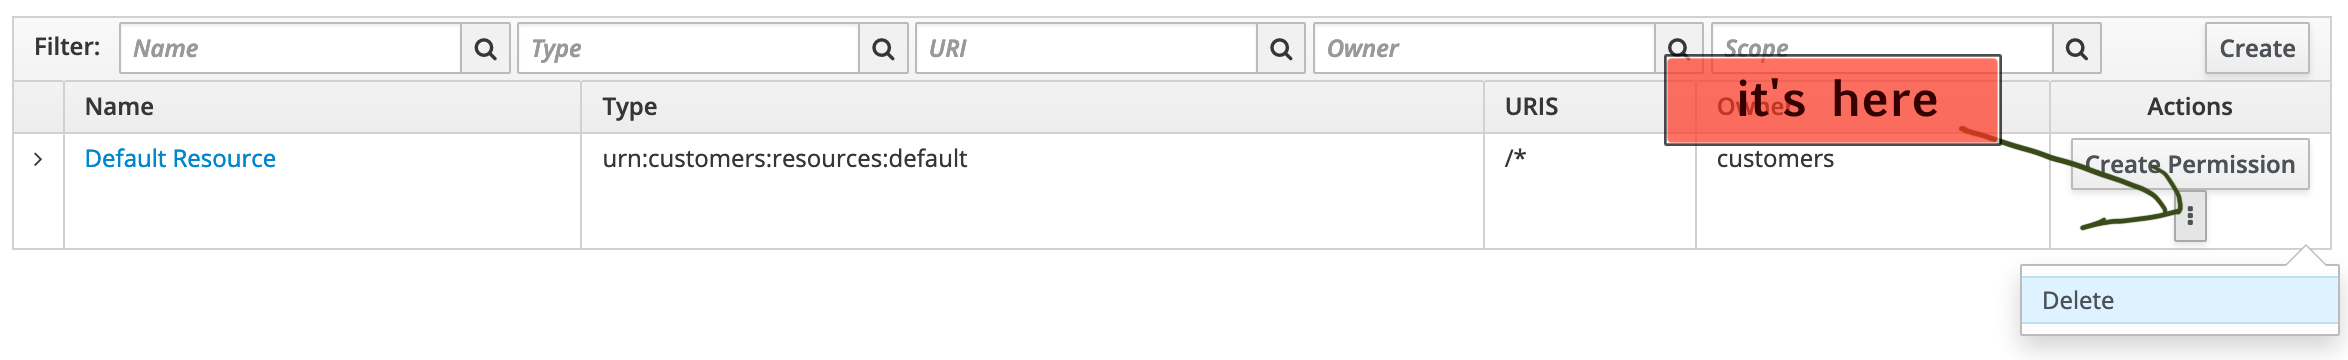 Filter: Name Type URI Owner Scope Create
it's here
Name Type URIS Owner Actions
Default Resource urn:customers:resources:default /* customers Create Permission
Delete